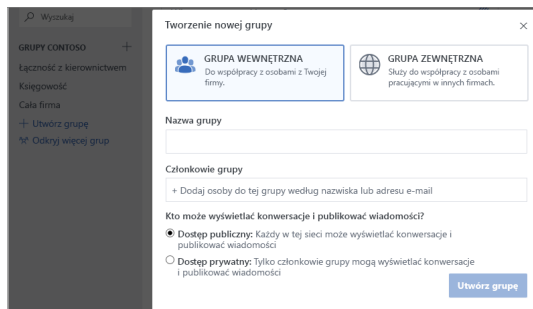 Wyszukaj
GRUPY CONTOSO +
Łączność z kierownictwem
Księgowość
Cała firma
+ Utwórz grupę
Odkryj więcej grup
Tworzenie nowej grupy ×
GRUPA WEWNĘTRZNA
Do współpracy z osobami z Twojej
firmy.
GRUPA ZEWNĘTRZNA
Służy do współpracy z osobami
pracującymi w innych firmach.
Nazwa grupy
Członkowie grupy
+ Dodaj osoby do tej grupy według nazwiska lub adresu e-mail
Kto może wyświetlać konwersacje i publikować wiadomości?
Dostęp publiczny: Każdy w tej sieci może wyświetlać konwersacje i
publikować wiadomości
Dostęp prywatny: Tylko członkowie grupy mogą wyświetlać konwersacje
i publikować wiadomości
Utwórz grupę